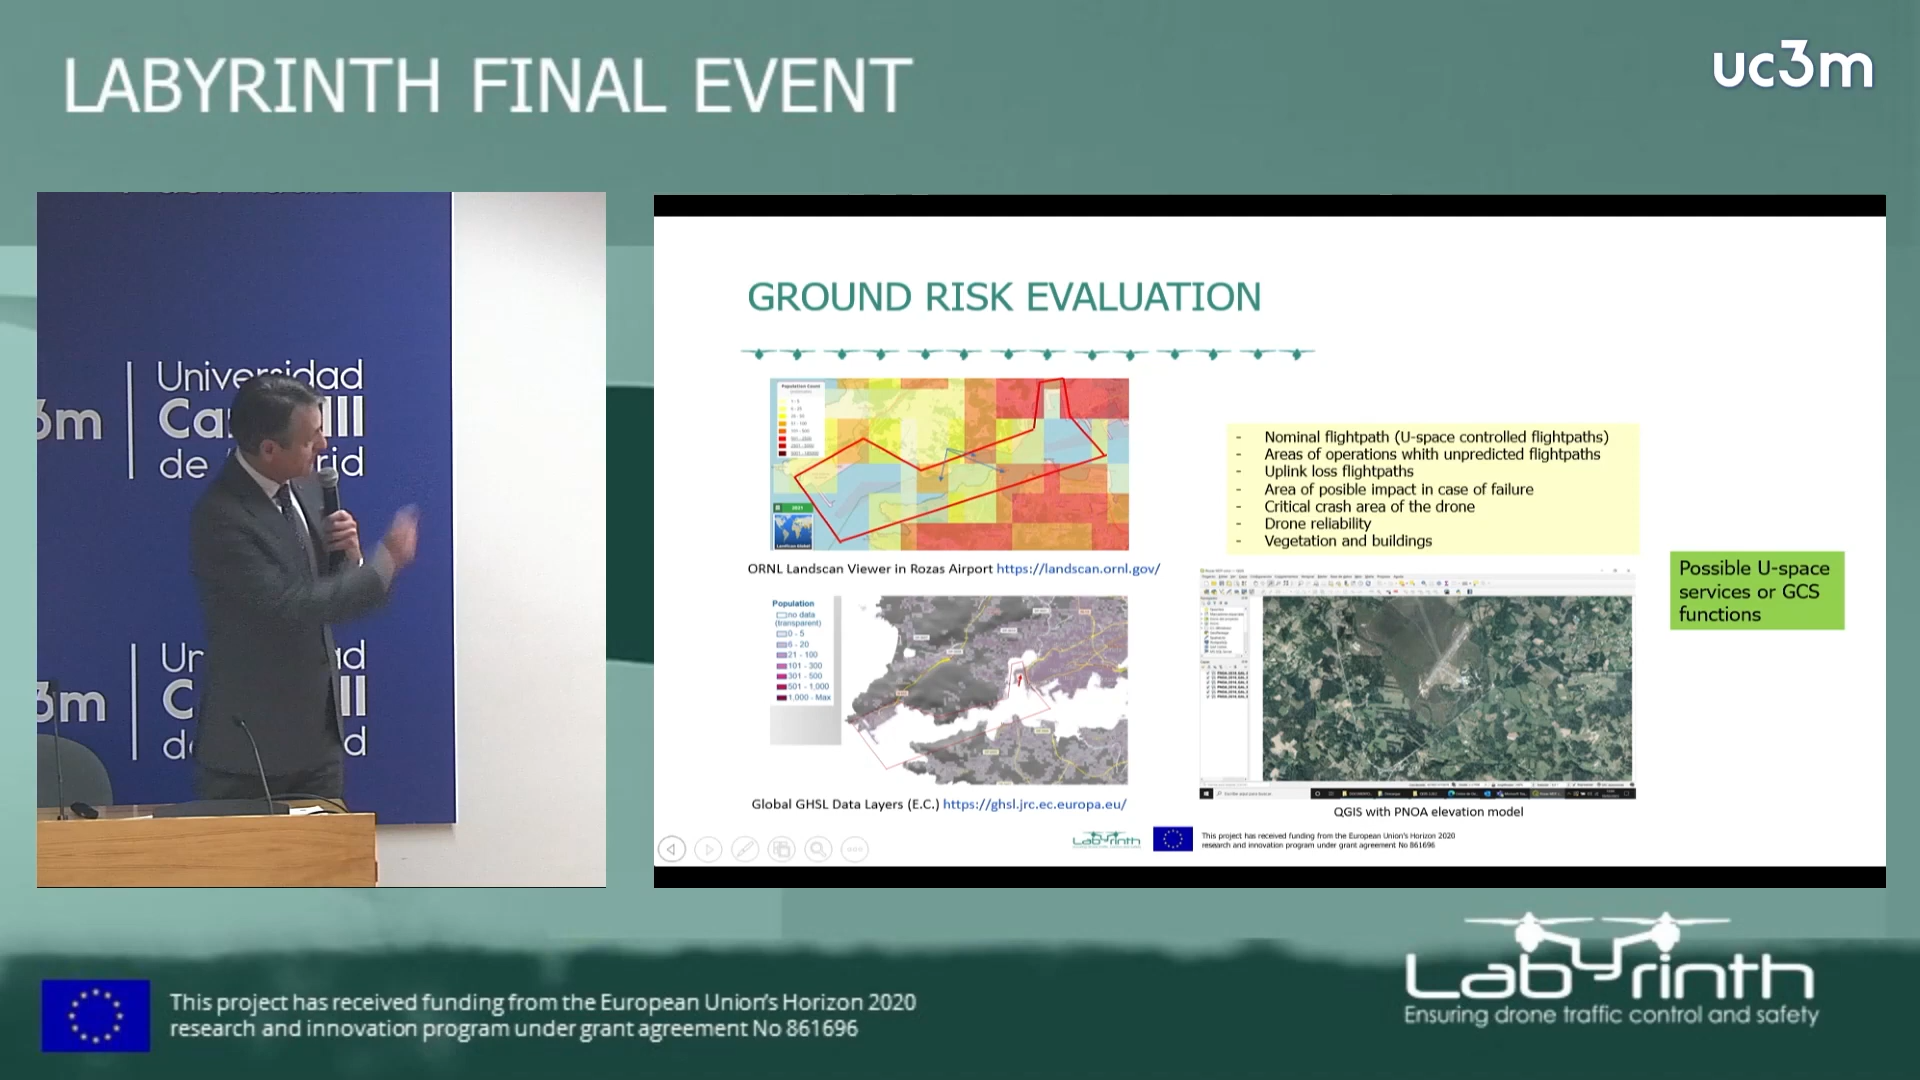 LABYRINTH FINAL EVENT
uc3m
Universidad
de
3m
GROUND RISK EVALUATION
Population Count
ORNL Landscan Viewer in Rozas Airport https://landscan.ornl.gov/
- Nominal flightpath (U-space controlled flightpaths)
- Areas of operations whith unpredicted flightpaths
- Uplink loss flightpaths
- Area of posible impact in case of failure
- Critical crash area of the drone
- Drone reliability
- Vegetation and buildings
Possible U-space
services or GCS
functions
Population
no data
(transparent)
0 - 5
6 - 20
21 - 100
101 - 300
301 - 500
501 - 1,000
1,000 - Max
Global GHSL Data Layers (E.C.) https://ghsl.jrc.ec.europa.eu/
QGIS with PNOA elevation model
Labyrinth
This project has received funding from the European Union's Horizon 2020
research and innovation program under grant agreement No 861696
3m
This project has received funding from the European Union's Horizon 2020
research and innovation program under grant agreement No 861696
Labyrinth
Ensuring drone traffic control and safety